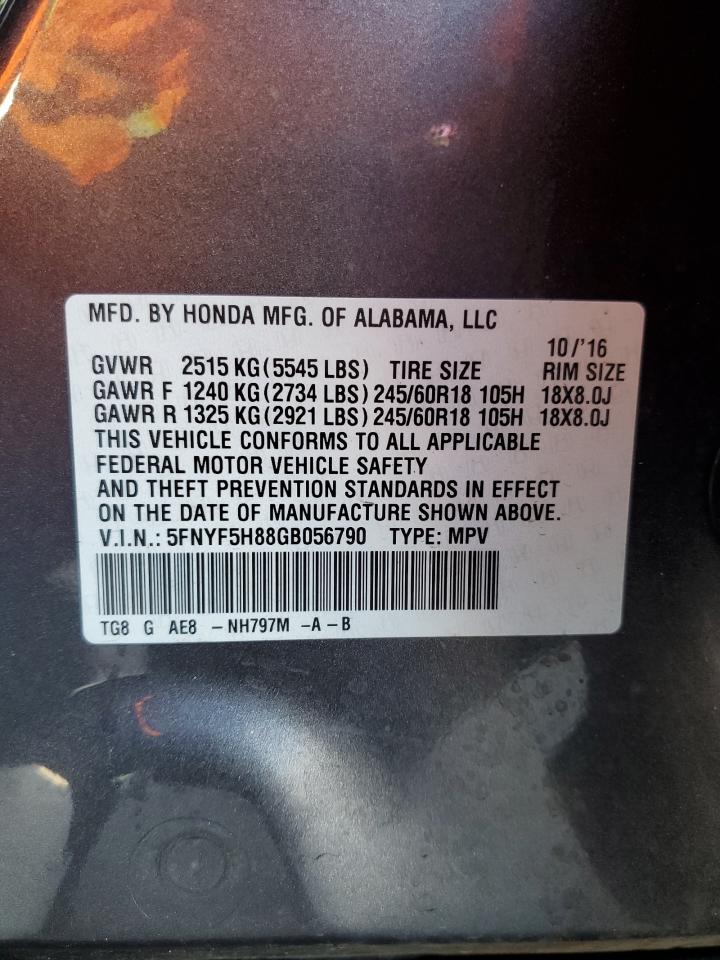 MFD. BY HONDA MFG. OF ALABAMA, LLC
10/'16
GVWR 2515 KG (5545 LBS) TIRE SIZE RIM SIZE
GAWR F 1240 KG (2734 LBS) 245/60R18 105H 18X8.0J
GAWR R 1325 KG (2921 LBS) 245/60R18 105H 18X8.0J
THIS VEHICLE CONFORMS TO ALL APPLICABLE
FEDERAL MOTOR VEHICLE SAFETY
AND THEFT PREVENTION STANDARDS IN EFFECT
ON THE DATE OF MANUFACTURE SHOWN ABOVE.
V.I.N.: 5FNYF5H88GB056790 TYPE: MPV
TG8 G AE8 -NH797M -A-B